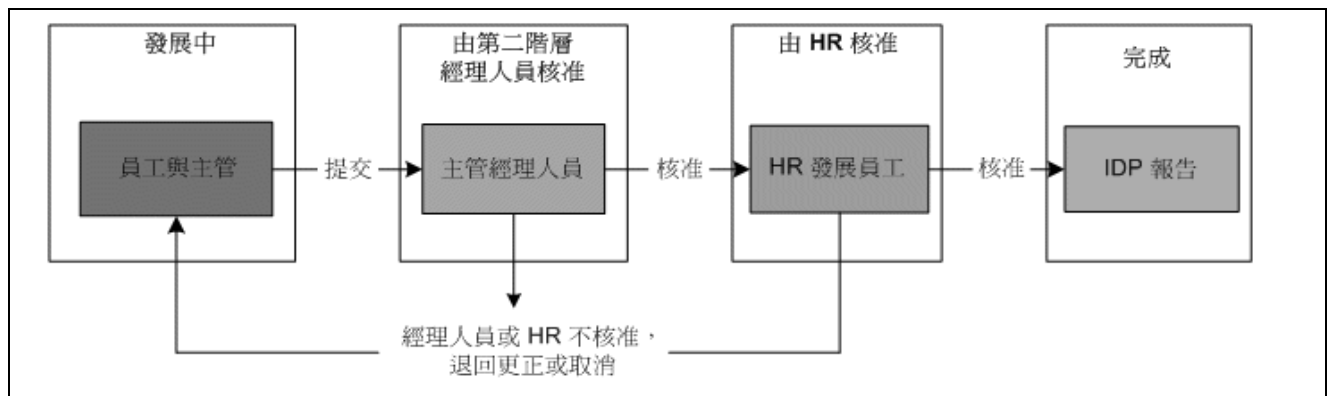 發展中
由第二階層
經理人員核准
由 HR 核准
完成
員工與主管
提交
主管經理人員
核准
HR 發展員工
核准
IDP 報告
經理人員或 HR 不核准，
退回更正或取消